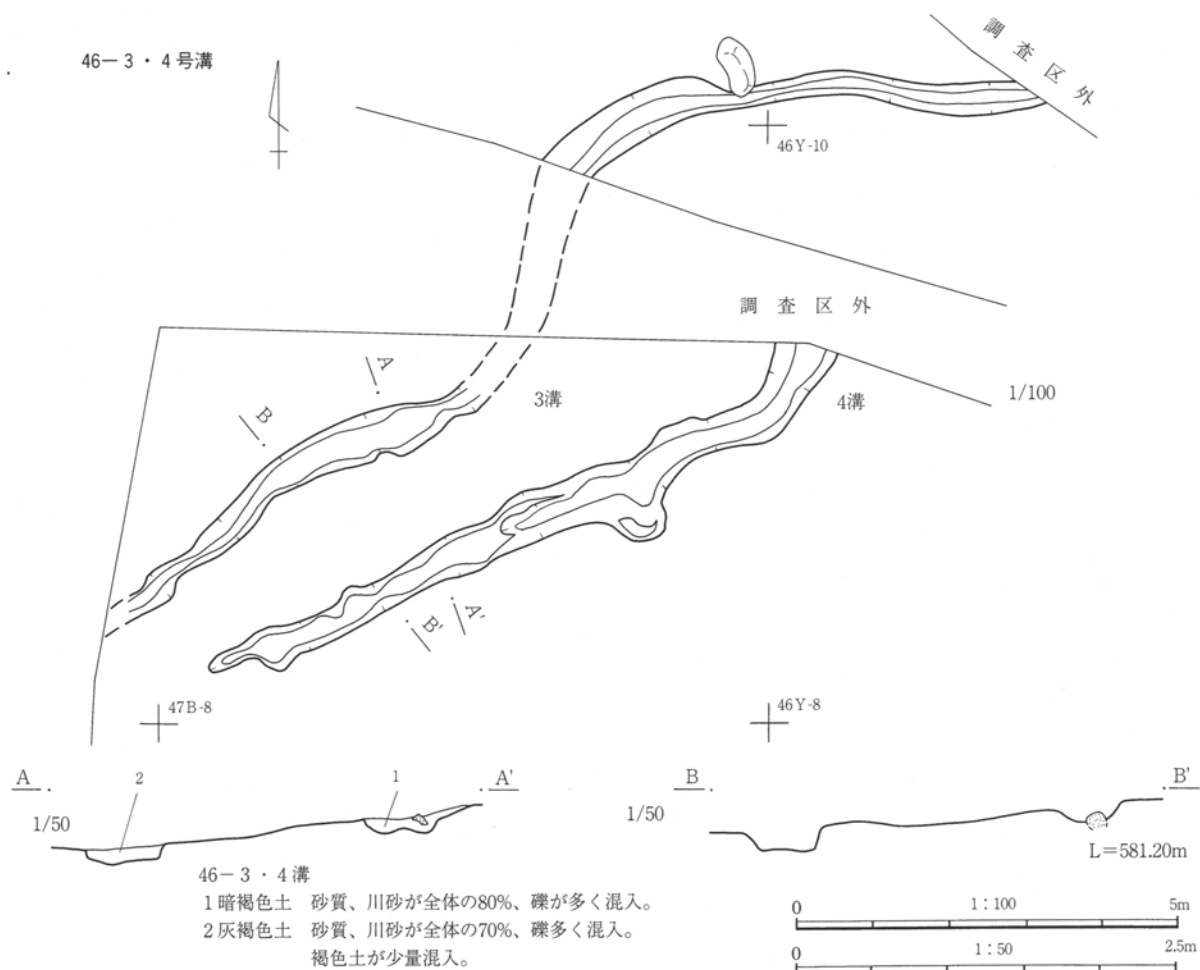 46－3・4号溝
調査区外
46Y-10
調査区外
A
B
3溝
4溝
1/100
B'
A'
47B-8
46Y-8
A
2
1
A'
B
B'
1/50
1/50
L＝581.20m
46－3・4溝
1暗褐色土　砂質、川砂が全体の80%、礫が多く混入。
2灰褐色土　砂質、川砂が全体の70%、礫多く混入。
褐色土が少量混入。
0
1：100
5m
0
1：50
2.5m